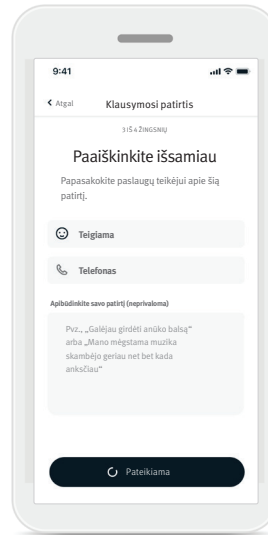 9:41
Atgal Klausymosi patirtis
3 IŠ 4 ŽINGSNIŲ
Paaiškinkite išsamiau
Papasakokite paslaugų teikėjui apie šią
patirtį.
Teigiama
Telefonas
Apibūdinkite savo patirtį (neprivaloma)
Pvz., „Galėjau girdėti anūko balsą“
arba „Mano mėgstama muzika
skambėjo geriau net bet kada
anksčiau“
Pateikiama